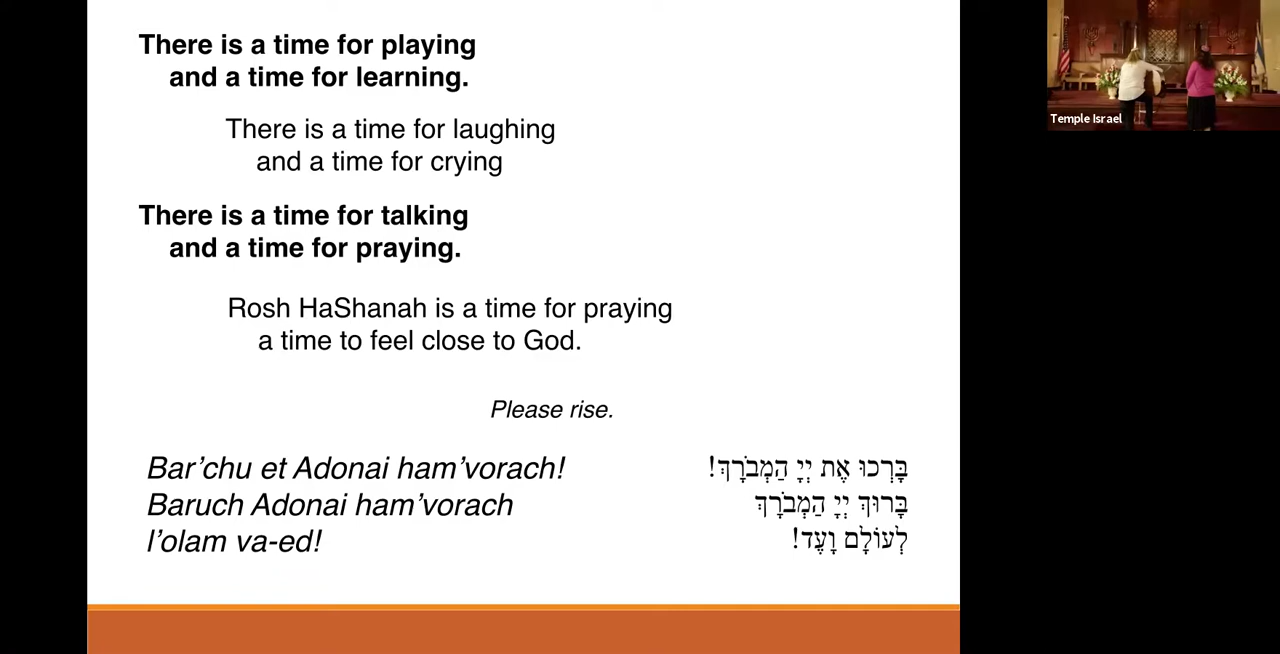 There is a time for playing
and a time for learning.
There is a time for laughing
and a time for crying
There is a time for talking
and a time for praying.
Rosh HaShanah is a time for praying
a time to feel close to God.
Please rise.
Bar’chu et Adonai ham’vorach!
Baruch Adonai ham’vorach
l’olam va-ed!
בָּרְכוּ אֶת יְיָ הַמְבֹרָךְ!
בָּרוּךְ יְיָ הַמְבֹרָךְ
לְעוֹלָם וָעֶד!
Temple Israel